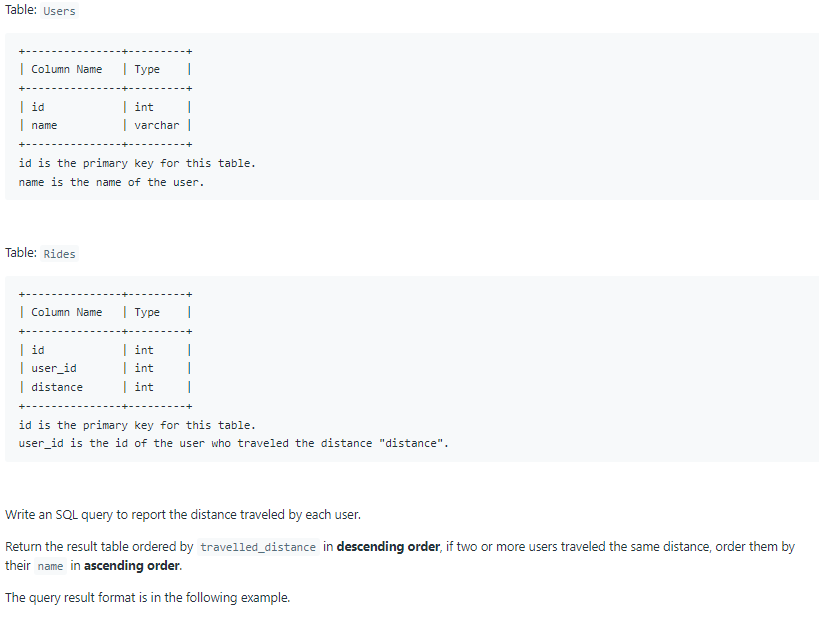 Table: Users
+---------------+---------+
| Column Name   | Type    |
+---------------+---------+
| id            | int     |
| name          | varchar |
+---------------+---------+
id is the primary key for this table.
name is the name of the user.
Table: Rides
+---------------+---------+
| Column Name   | Type    |
+---------------+---------+
| id            | int     |
| user_id       | int     |
| distance      | int     |
+---------------+---------+
id is the primary key for this table.
user_id is the id of the user who traveled the distance "distance".
Write an SQL query to report the distance traveled by each user.
Return the result table ordered by travelled_distance in descending order, if two or more users traveled the same distance, order them by
their name in ascending order.
The query result format is in the following example.